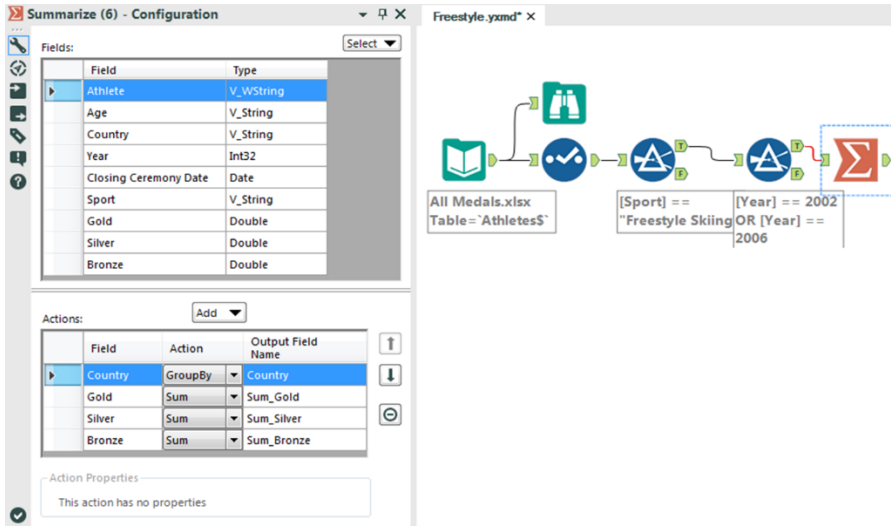 Summarize (6) - Configuration
Fields:
Select
Field Type
Athlete V_WString
Age V_String
Country V_String
Year Int32
Closing Ceremony Date Date
Sport V_String
Gold Double
Silver Double
Bronze Double
Actions:
Add
Field Action Output Field
Name
Country GroupBy Country
Gold Sum Sum_Gold
Silver Sum Sum_Silver
Bronze Sum Sum_Bronze
Action Properties
This action has no properties
Freestyle.yxmd*
T
F
T
F
All Medals.xlsx
Table=`Athletes$`
[Sport] ==
"Freestyle Skiing
[Year] == 2002
OR [Year] ==
2006